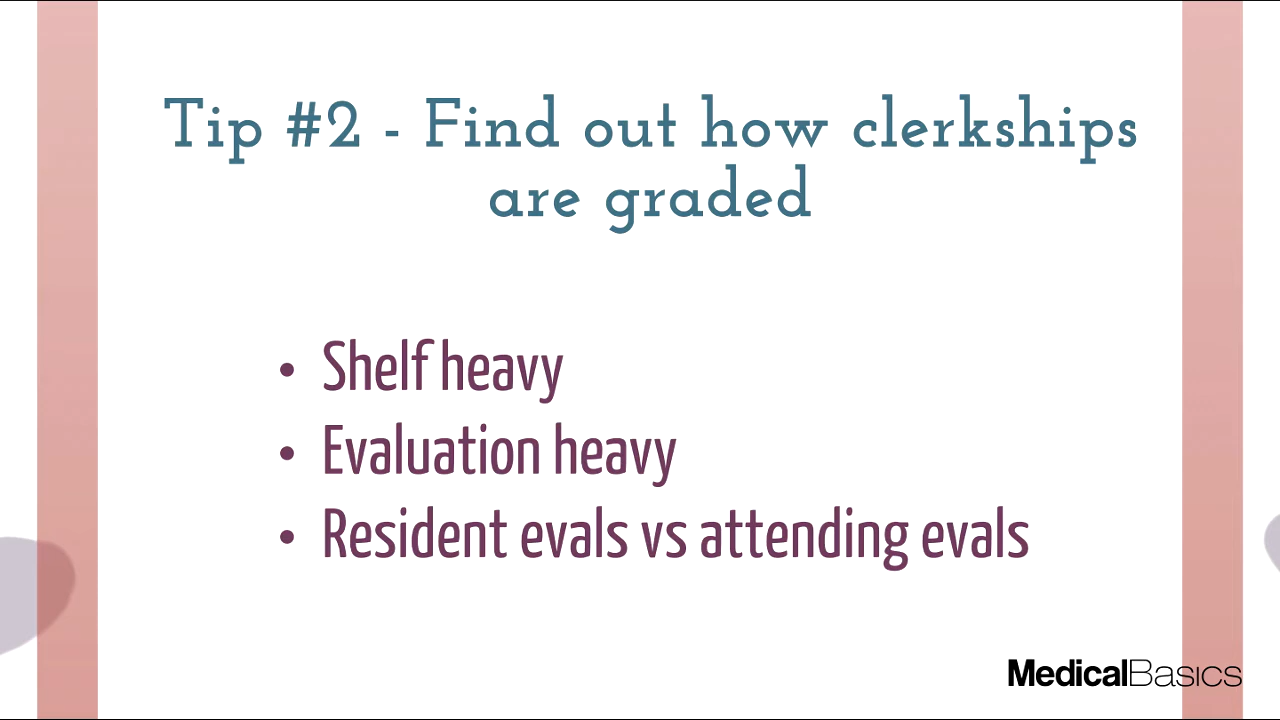 Tip #2 - Find out how clerkships
are graded
• Shelf heavy
• Evaluation heavy
• Resident evals vs attending evals
MedicalBasics